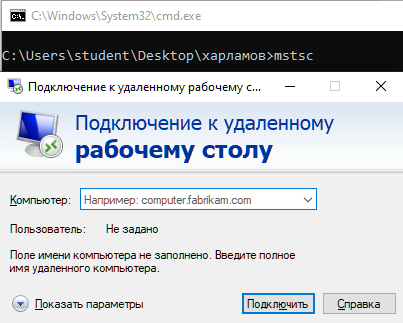 C:\Windows\System32\cmd.exe
C:\Users\student\Desktop\харламов>mstsc
Подключение к удаленному рабочему с...
Подключение к удаленному
рабочему столу
Компьютер: Например: computer.fabrikam.com
Пользователь: Не задано
Поле имени компьютера не заполнено. Введите полное
имя удаленного компьютера.
Показать параметры Подключить Справка